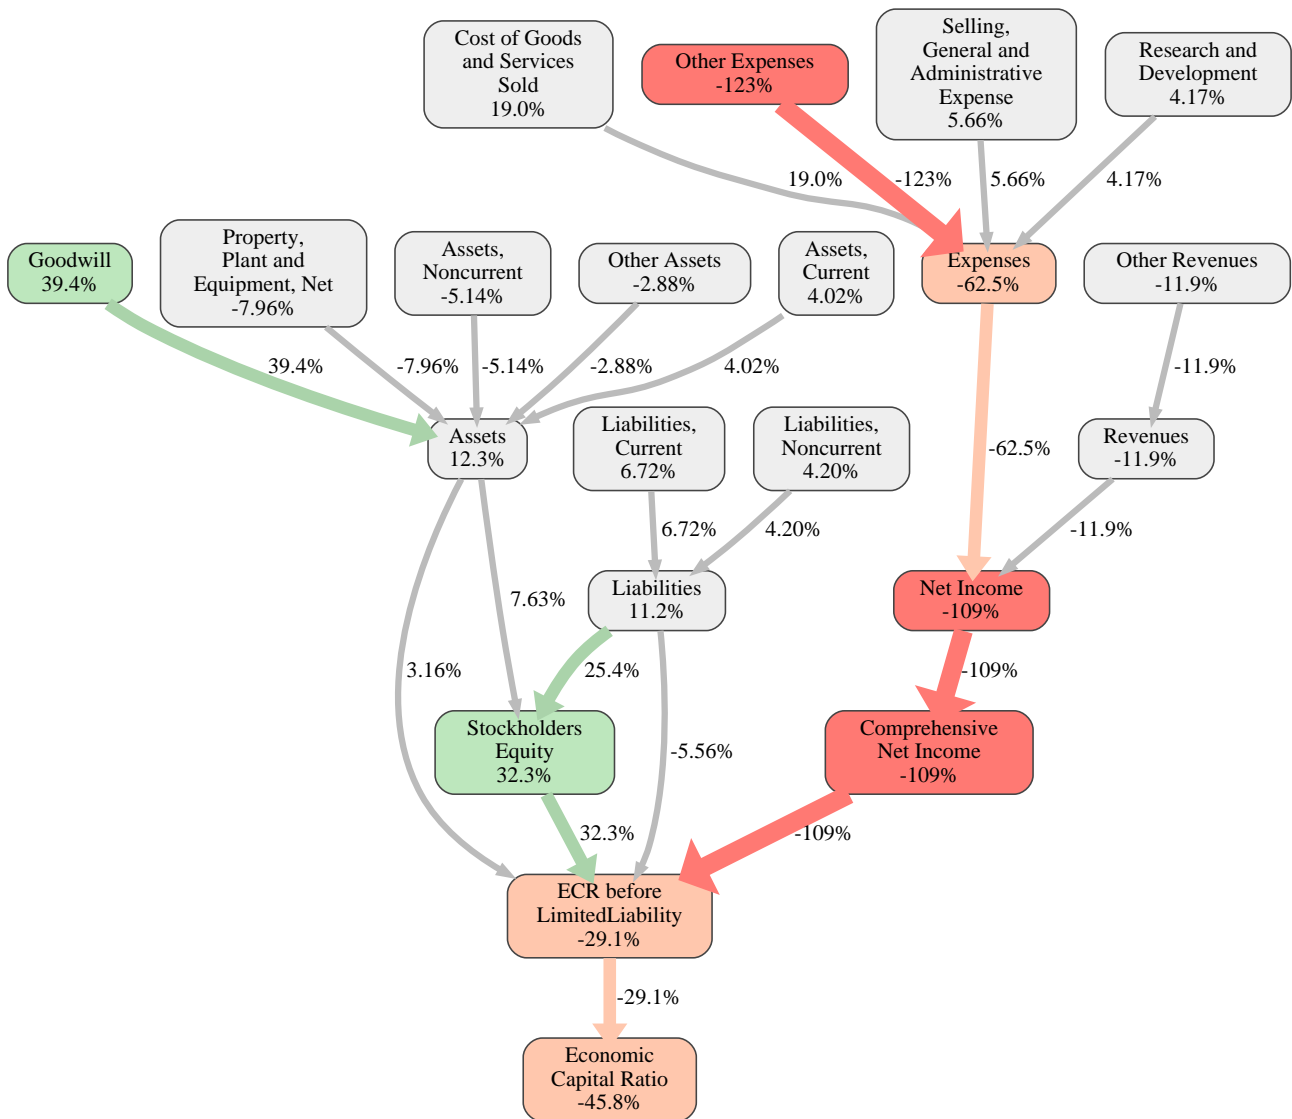 Cost of Goods
and Services
Sold
19.0%
Other Expenses
-123%
Selling,
General and
Administrative
Expense
5.66%
Research and
Development
4.17%
19.0%
-123%
5.66%
4.17%
Goodwill
39.4%
Property,
Plant and
Equipment, Net
-7.96%
Assets,
Noncurrent
-5.14%
Other Assets
-2.88%
Assets,
Current
4.02%
Expenses
-62.5%
Other Revenues
-11.9%
39.4%
-7.96%
-5.14%
-2.88%
4.02%
-11.9%
Assets
12.3%
Liabilities,
Current
6.72%
Liabilities,
Noncurrent
4.20%
-62.5%
Revenues
-11.9%
6.72%
4.20%
-11.9%
7.63%
Liabilities
11.2%
Net Income
-109%
3.16%
25.4%
-109%
Stockholders
Equity
32.3%
-5.56%
Comprehensive
Net Income
-109%
32.3%
-109%
ECR before
LimitedLiability
-29.1%
-29.1%
Economic
Capital Ratio
-45.8%